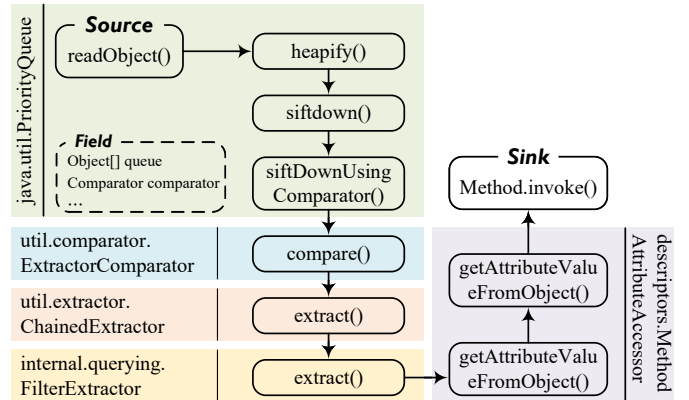 java.util.PriorityQueue
Source
readObject()
heapify()
siftdown()
Field
Object[] queue
Comparator comparator
...
siftDownUsing
Comparator()
Sink
Method.invoke()
util.comparator.
ExtractorComparator
compare()
util.extractor.
ChainedExtractor
extract()
internal.querying.
FilterExtractor
extract()
getAttributeValu
eFromObject()
getAttributeValu
eFromObject()
descriptors.Method
AttributeAccessor